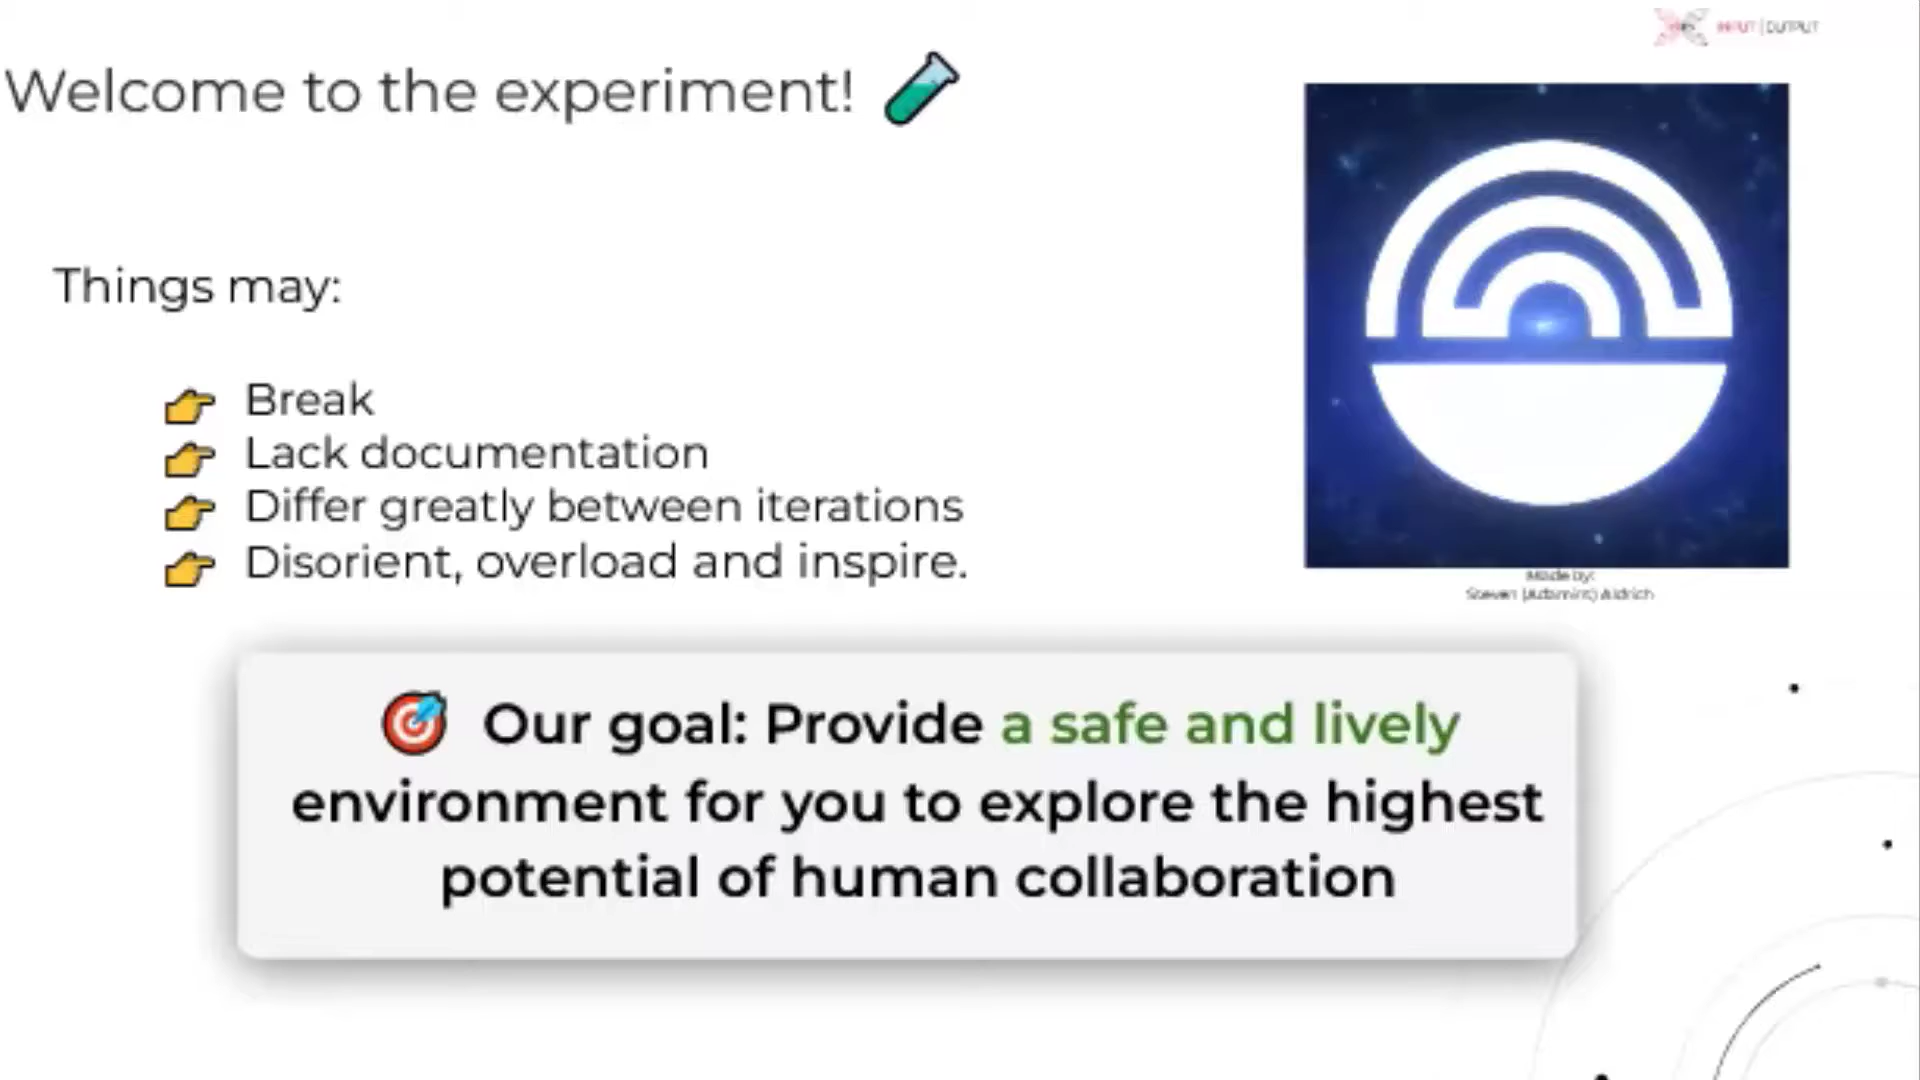 INPUT|OUTPUT
Welcome to the experiment!
Things may:
Break
Lack documentation
Differ greatly between iterations
Disorient, overload and inspire.
Made by:
Steven (Adamint) Aldrich
Our goal: Provide a safe and lively
environment for you to explore the highest
potential of human collaboration